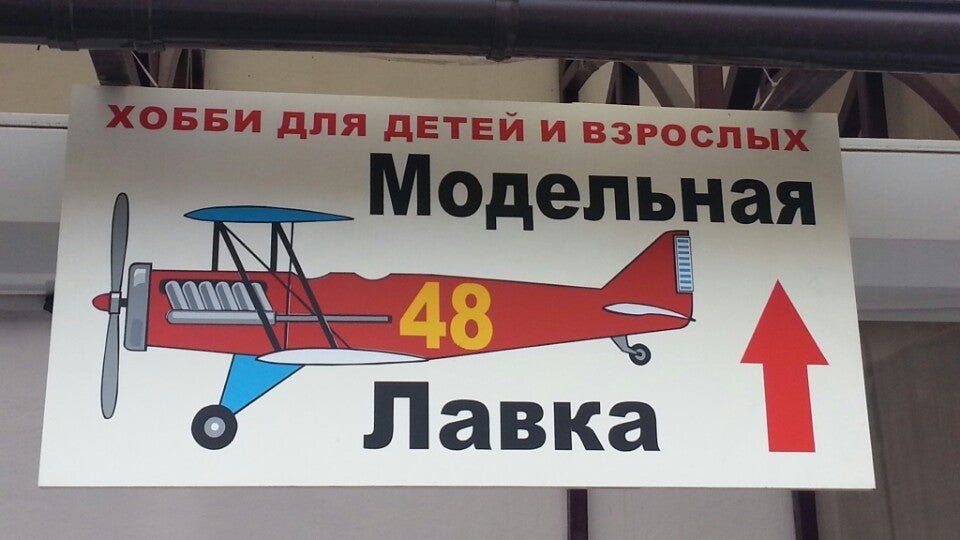 ХОББИ ДЛЯ ДЕТЕЙ И ВЗРОСЛЫХ
Модельная
48
Лавка